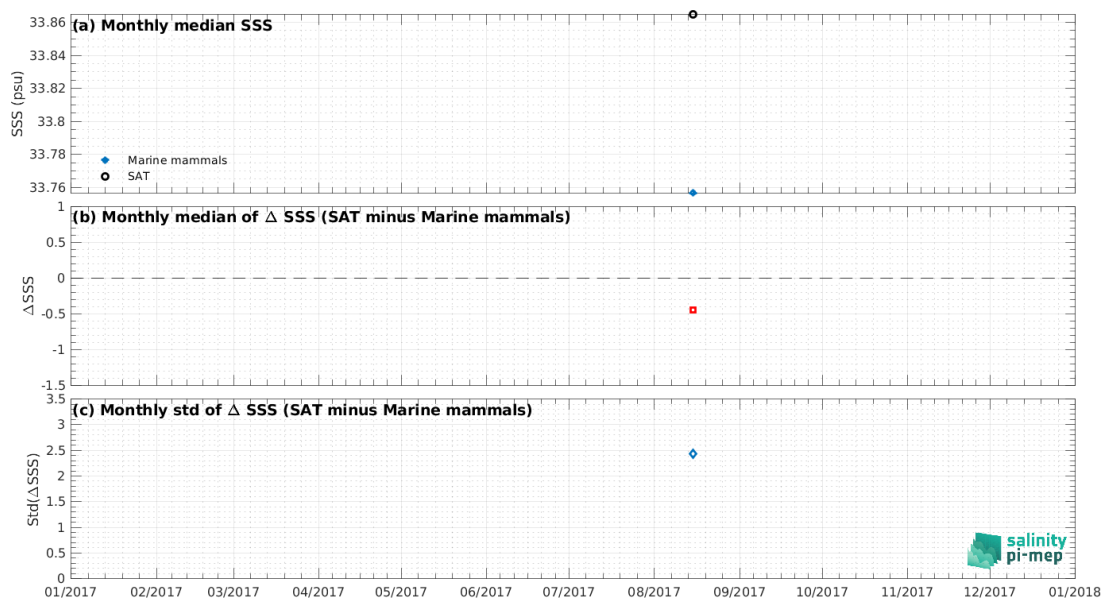 (a) Monthly median SSS
SSS (psu)
33.86
33.84
33.82
33.8
33.78
33.76
Marine mammals
SAT
(b) Monthly median of Δ SSS (SAT minus Marine mammals)
ΔSSS
1
0.5
0
-0.5
-1
-1.5
(c) Monthly std of Δ SSS (SAT minus Marine mammals)
Std(ΔSSS)
3.5
3
2.5
2
1.5
1
0.5
0
01/2017 02/2017 03/2017 04/2017 05/2017 06/2017 07/2017 08/2017 09/2017 10/2017 11/2017 12/2017 01/2018
salinity
pi-mep